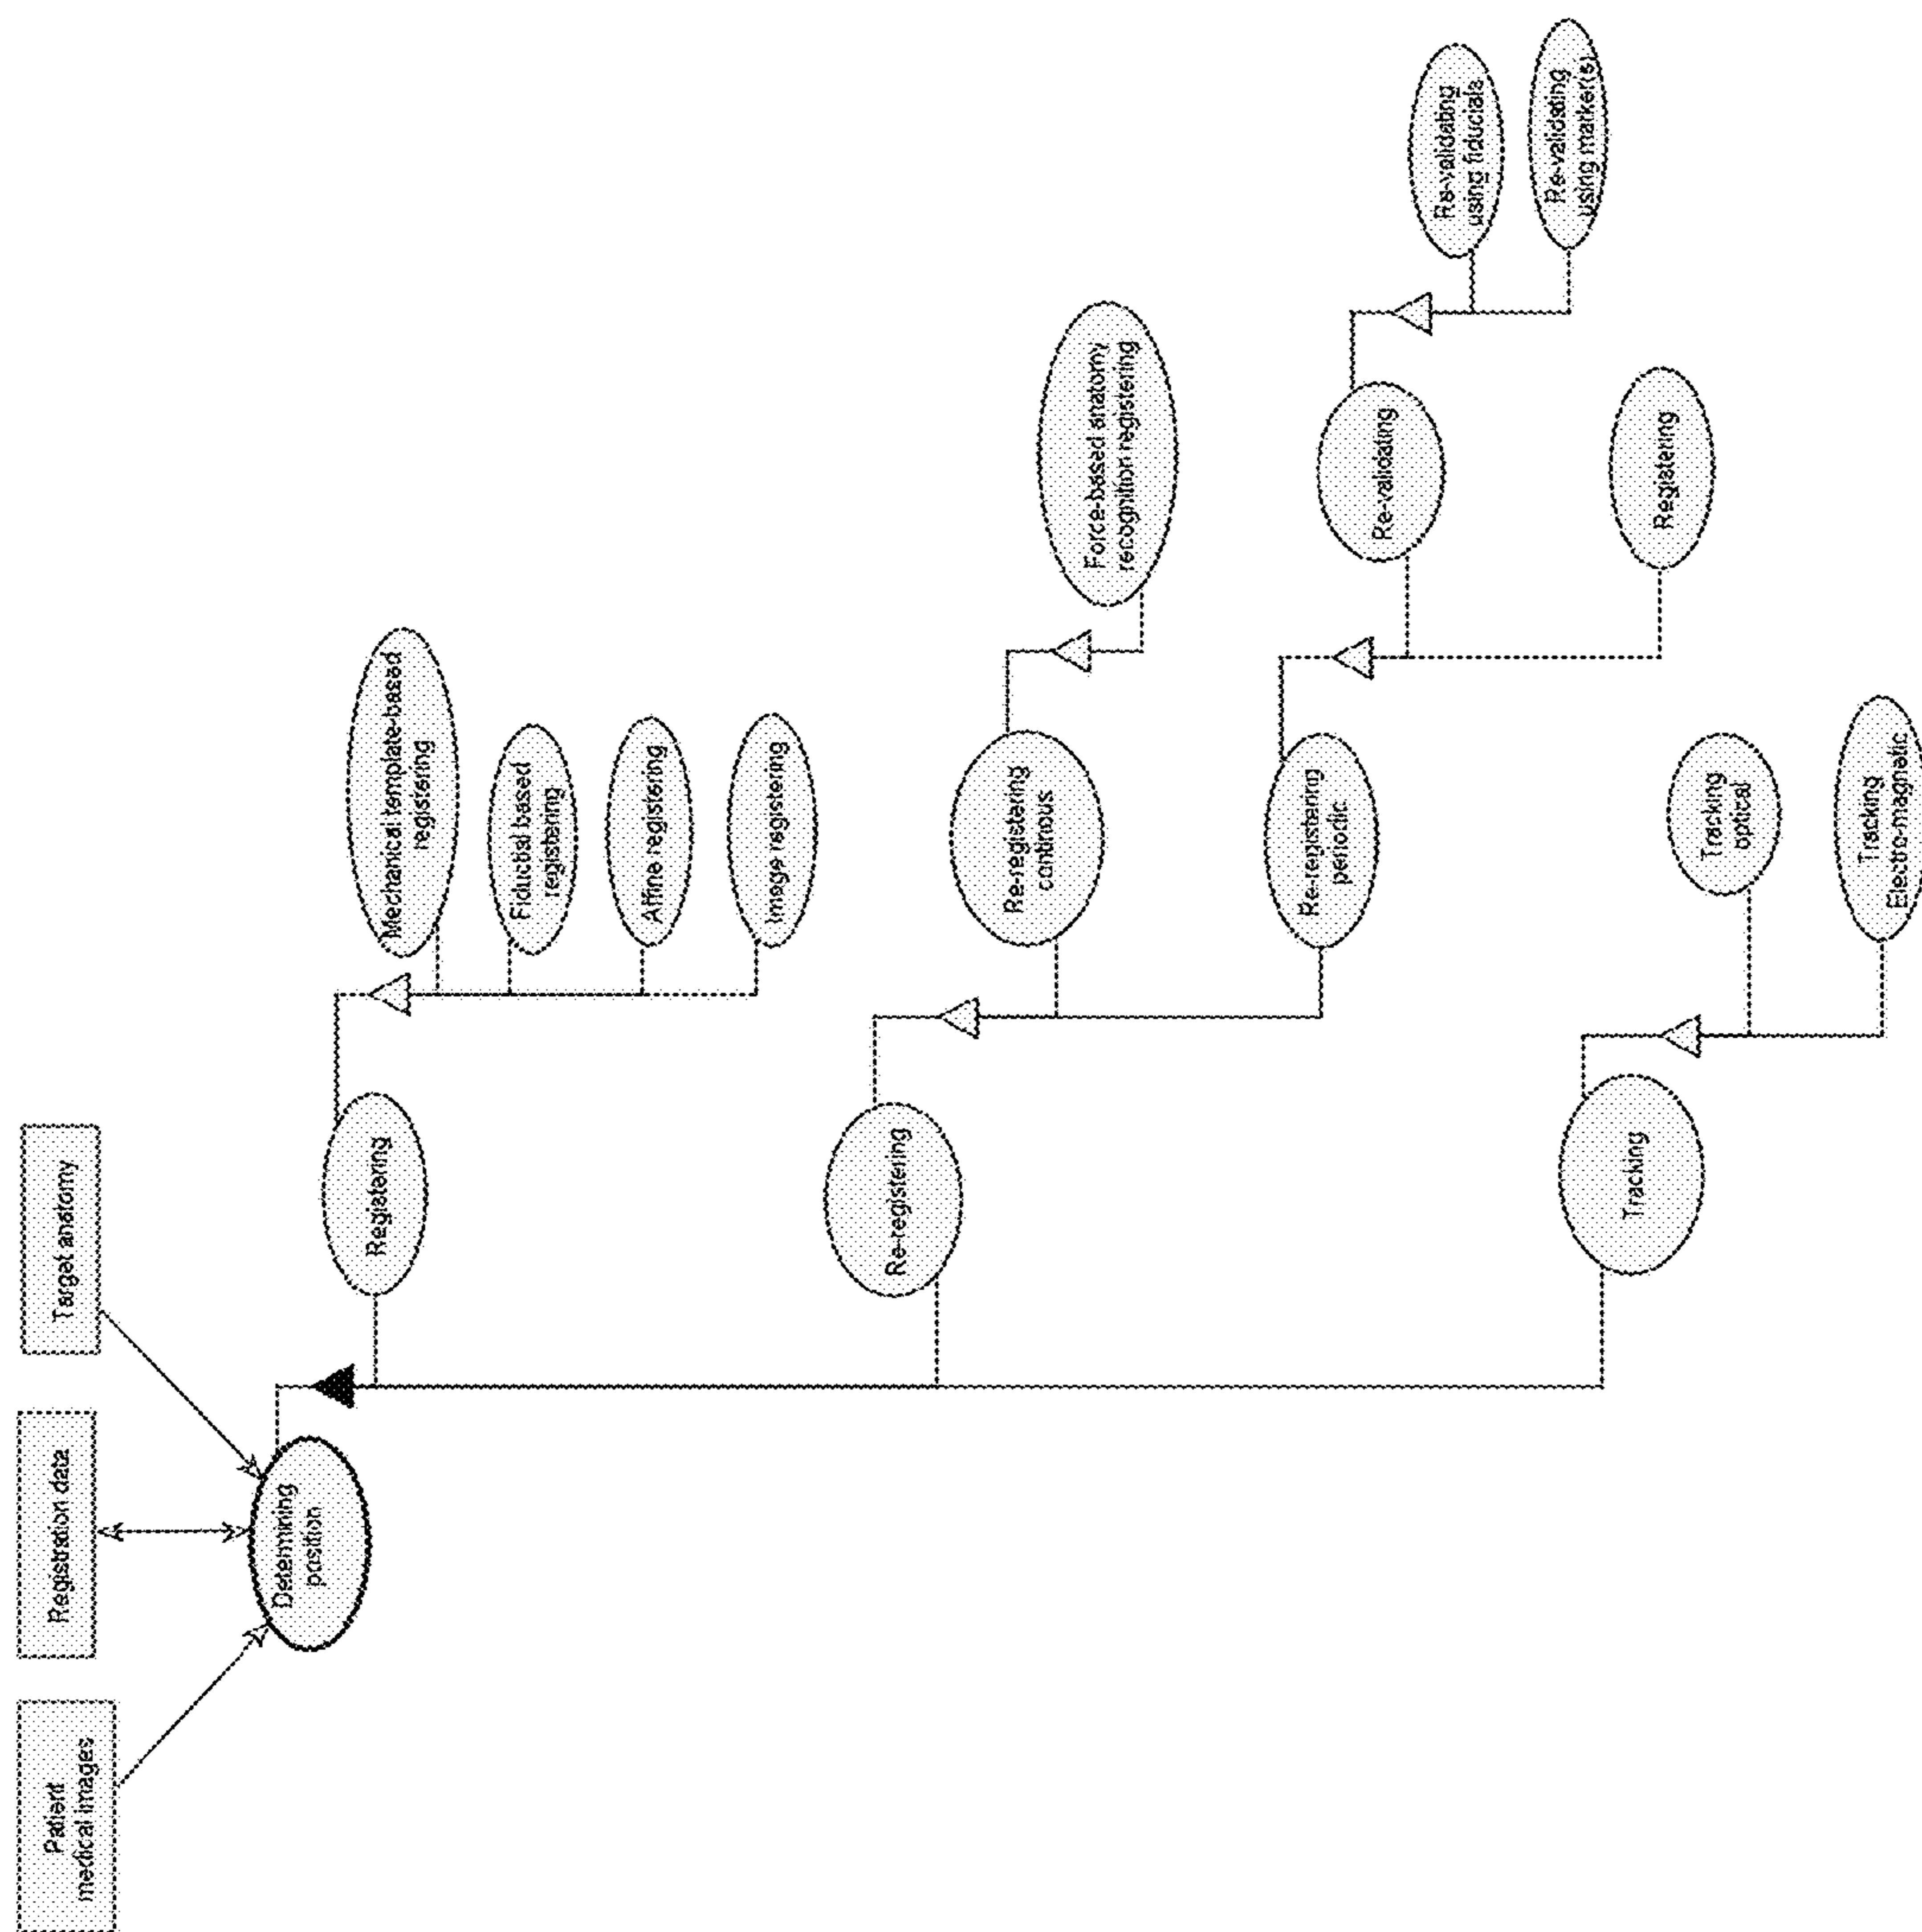 Patient
medical images
Registration data
Target anatomy
Determining
position
Registering
Mechanical template-based
registering
Fiducial based
registering
Affine registering
Image registering
Re-registering
Re-registering
continous
Force-based anatomy
recognition registering
Re-registering
periodic
Re-validating
Re-validating
using fiducials
Re-validating
using marker(s)
Registering
Tracking
Tracking
optical
Tracking
Electro-magnetic